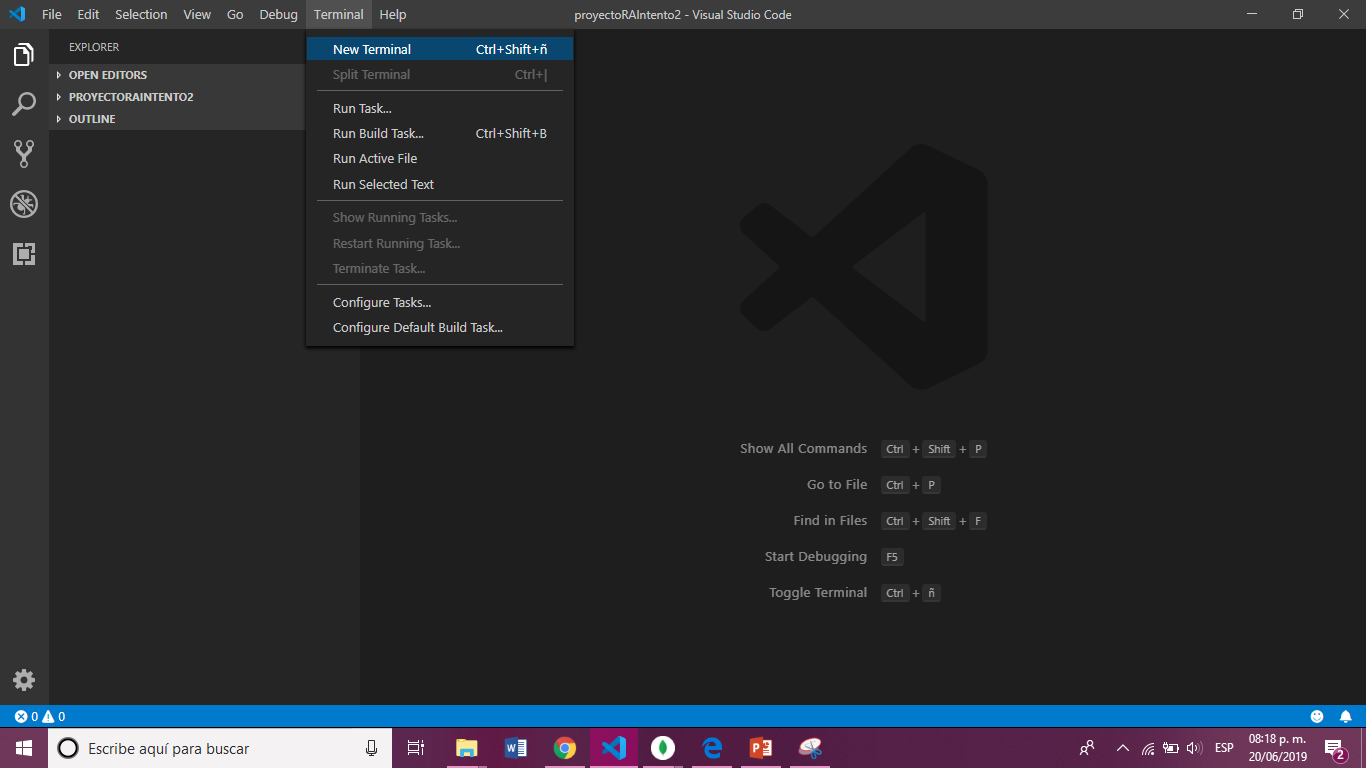 File Edit Selection View Go Debug Terminal Help
proyectoRAIntento2 - Visual Studio Code
EXPLORER
OPEN EDITORS
PROYECTORAINTENTO2
OUTLINE
New Terminal Ctrl+Shift+ñ
Split Terminal Ctrl+|
Run Task...
Run Build Task... Ctrl+Shift+B
Run Active File
Run Selected Text
Show Running Tasks...
Restart Running Task...
Terminate Task...
Configure Tasks...
Configure Default Build Task...
Show All Commands Ctrl + Shift + P
Go to File Ctrl + P
Find in Files Ctrl + Shift + F
Start Debugging F5
Toggle Terminal Ctrl + ñ
0 0
Escribe aquí para buscar
ESP
08:18 p. m.
20/06/2019
2